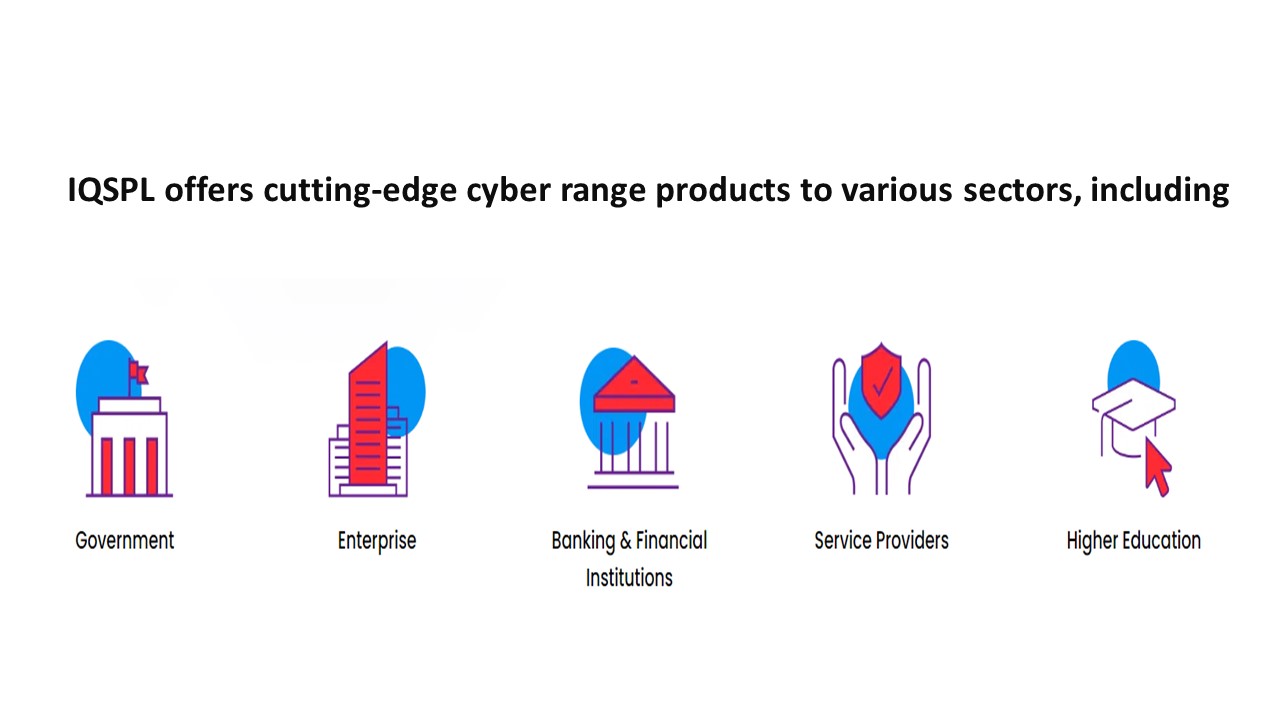 IQSPL offers cutting-edge cyber range products to various sectors, including
Government
Enterprise
Banking & Financial
Institutions
Service Providers
Higher Education